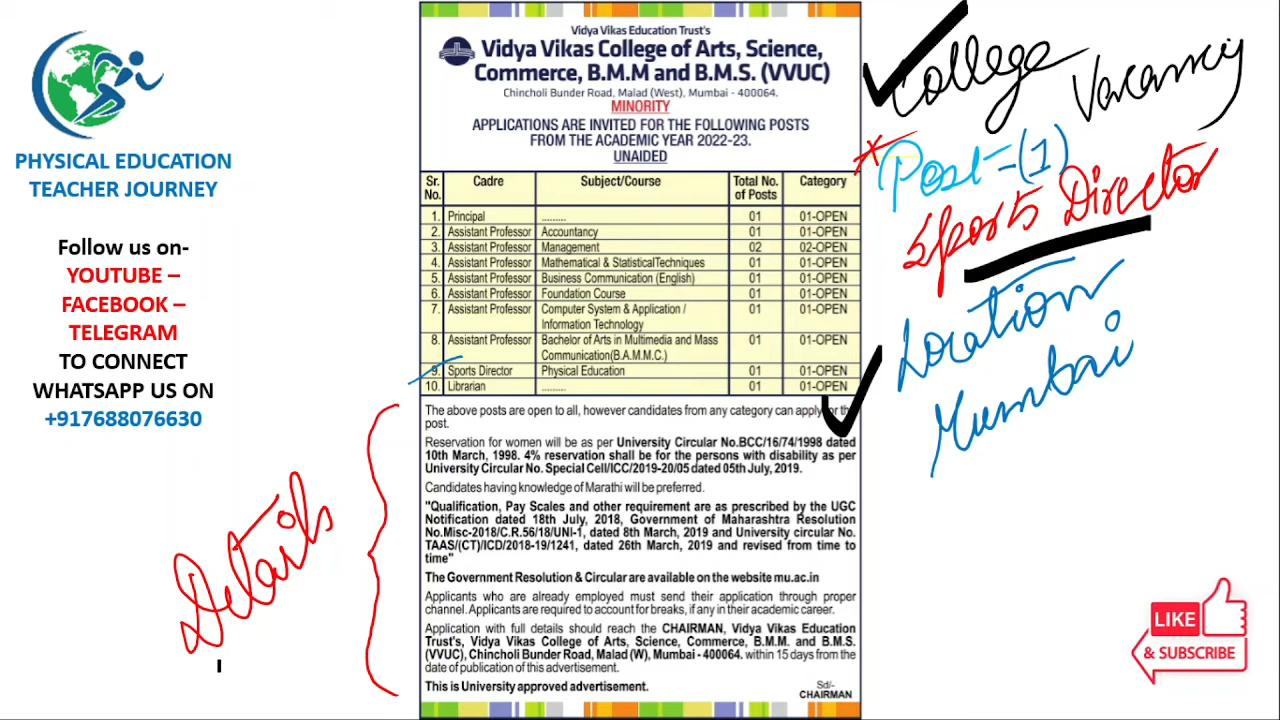 PHYSICAL EDUCATION
TEACHER JOURNEY
Follow us on-
YOUTUBE –
FACEBOOK –
TELEGRAM
TO CONNECT
WHATSAPP US ON
+917688076630
Details
Vidya Vikas Education Trust's
Vidya Vikas College of Arts, Science,
Commerce, B.M.M and B.M.S. (VVUC)
Chincholi Bunder Road, Malad (West), Mumbai - 400064.
MINORITY
APPLICATIONS ARE INVITED FOR THE FOLLOWING POSTS
FROM THE ACADEMIC YEAR 2022-23.
UNAIDED
Sr. No. Cadre Subject/Course Total No. of Posts Category
1. Principal ......... 01 01-OPEN
2. Assistant Professor Accountancy 01 01-OPEN
3. Assistant Professor Management 02 02-OPEN
4. Assistant Professor Mathematical & StatisticalTechniques 01 01-OPEN
5. Assistant Professor Business Communication (English) 01 01-OPEN
6. Assistant Professor Foundation Course 01 01-OPEN
7. Assistant Professor Computer System & Application / Information Technology 01 01-OPEN
8. Assistant Professor Bachelor of Arts in Multimedia and Mass Communication(B.A.M.M.C.) 01 01-OPEN
9. Sports Director Physical Education 01 01-OPEN
10. Librarian ......... 01 01-OPEN
The above posts are open to all, however candidates from any category can apply for the
post.
Reservation for women will be as per University Circular No.BCC/16/74/1998 dated
10th March, 1998. 4% reservation shall be for the persons with disability as per
University Circular No. Special Cell/ICC/2019-20/05 dated 05th July, 2019.
Candidates having knowledge of Marathi will be preferred.
"Qualification, Pay Scales and other requirement are as prescribed by the UGC
Notification dated 18th July, 2018, Government of Maharashtra Resolution
No.Misc-2018/C.R.56/18/UNI-1, dated 8th March, 2019 and University circular No.
TAAS/(CT)/ICD/2018-19/1241, dated 26th March, 2019 and revised from time to
time"
The Government Resolution & Circular are available on the website mu.ac.in
Applicants who are already employed must send their application through proper
channel. Applicants are required to account for breaks, if any in their academic career.
Application with full details should reach the CHAIRMAN, Vidya Vikas Education
Trust's, Vidya Vikas College of Arts, Science, Commerce, B.M.M. and B.M.S.
(VVUC), Chincholi Bunder Road, Malad (W), Mumbai - 400064. within 15 days from the
date of publication of this advertisement.
This is University approved advertisement.
Sd/-
CHAIRMAN
College Vacancy
Post = (1)
Sports Director
Location
Mumbai
LIKE
& SUBSCRIBE